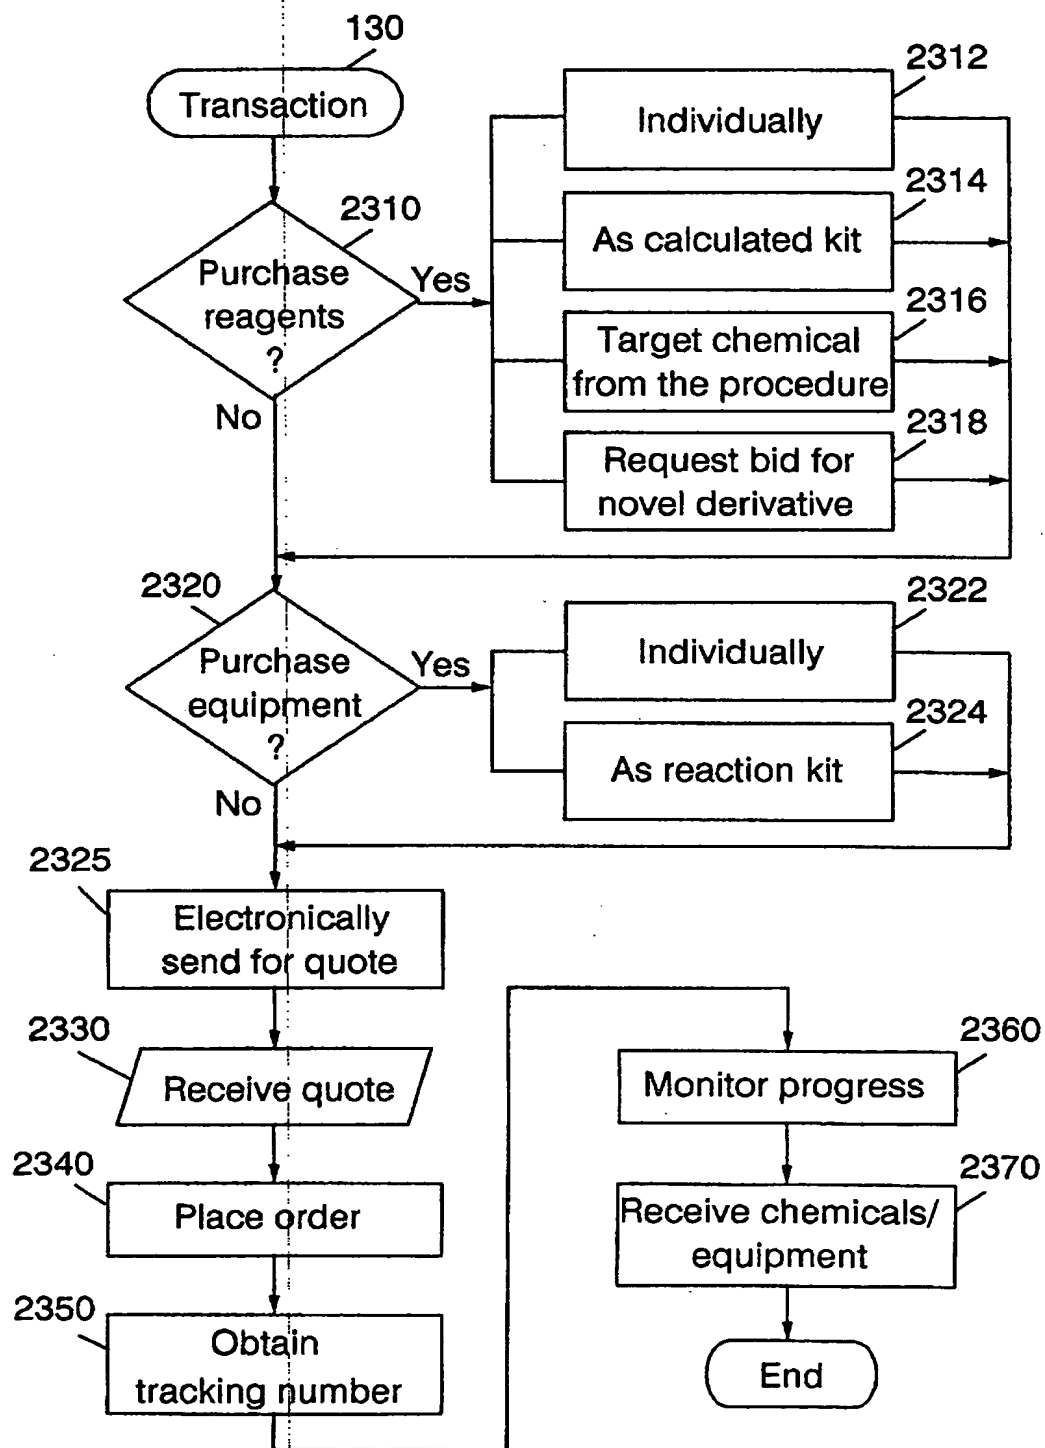 130
Transaction
2310
Purchase
reagents
?
Yes
No
2312
Individually
2314
As calculated kit
2316
Target chemical
from the procedure
2318
Request bid for
novel derivative
2320
Purchase
equipment
?
Yes
No
2322
Individually
2324
As reaction kit
2325
Electronically
send for quote
2330
Receive quote
2340
Place order
2350
Obtain
tracking number
2360
Monitor progress
2370
Receive chemicals/
equipment
End